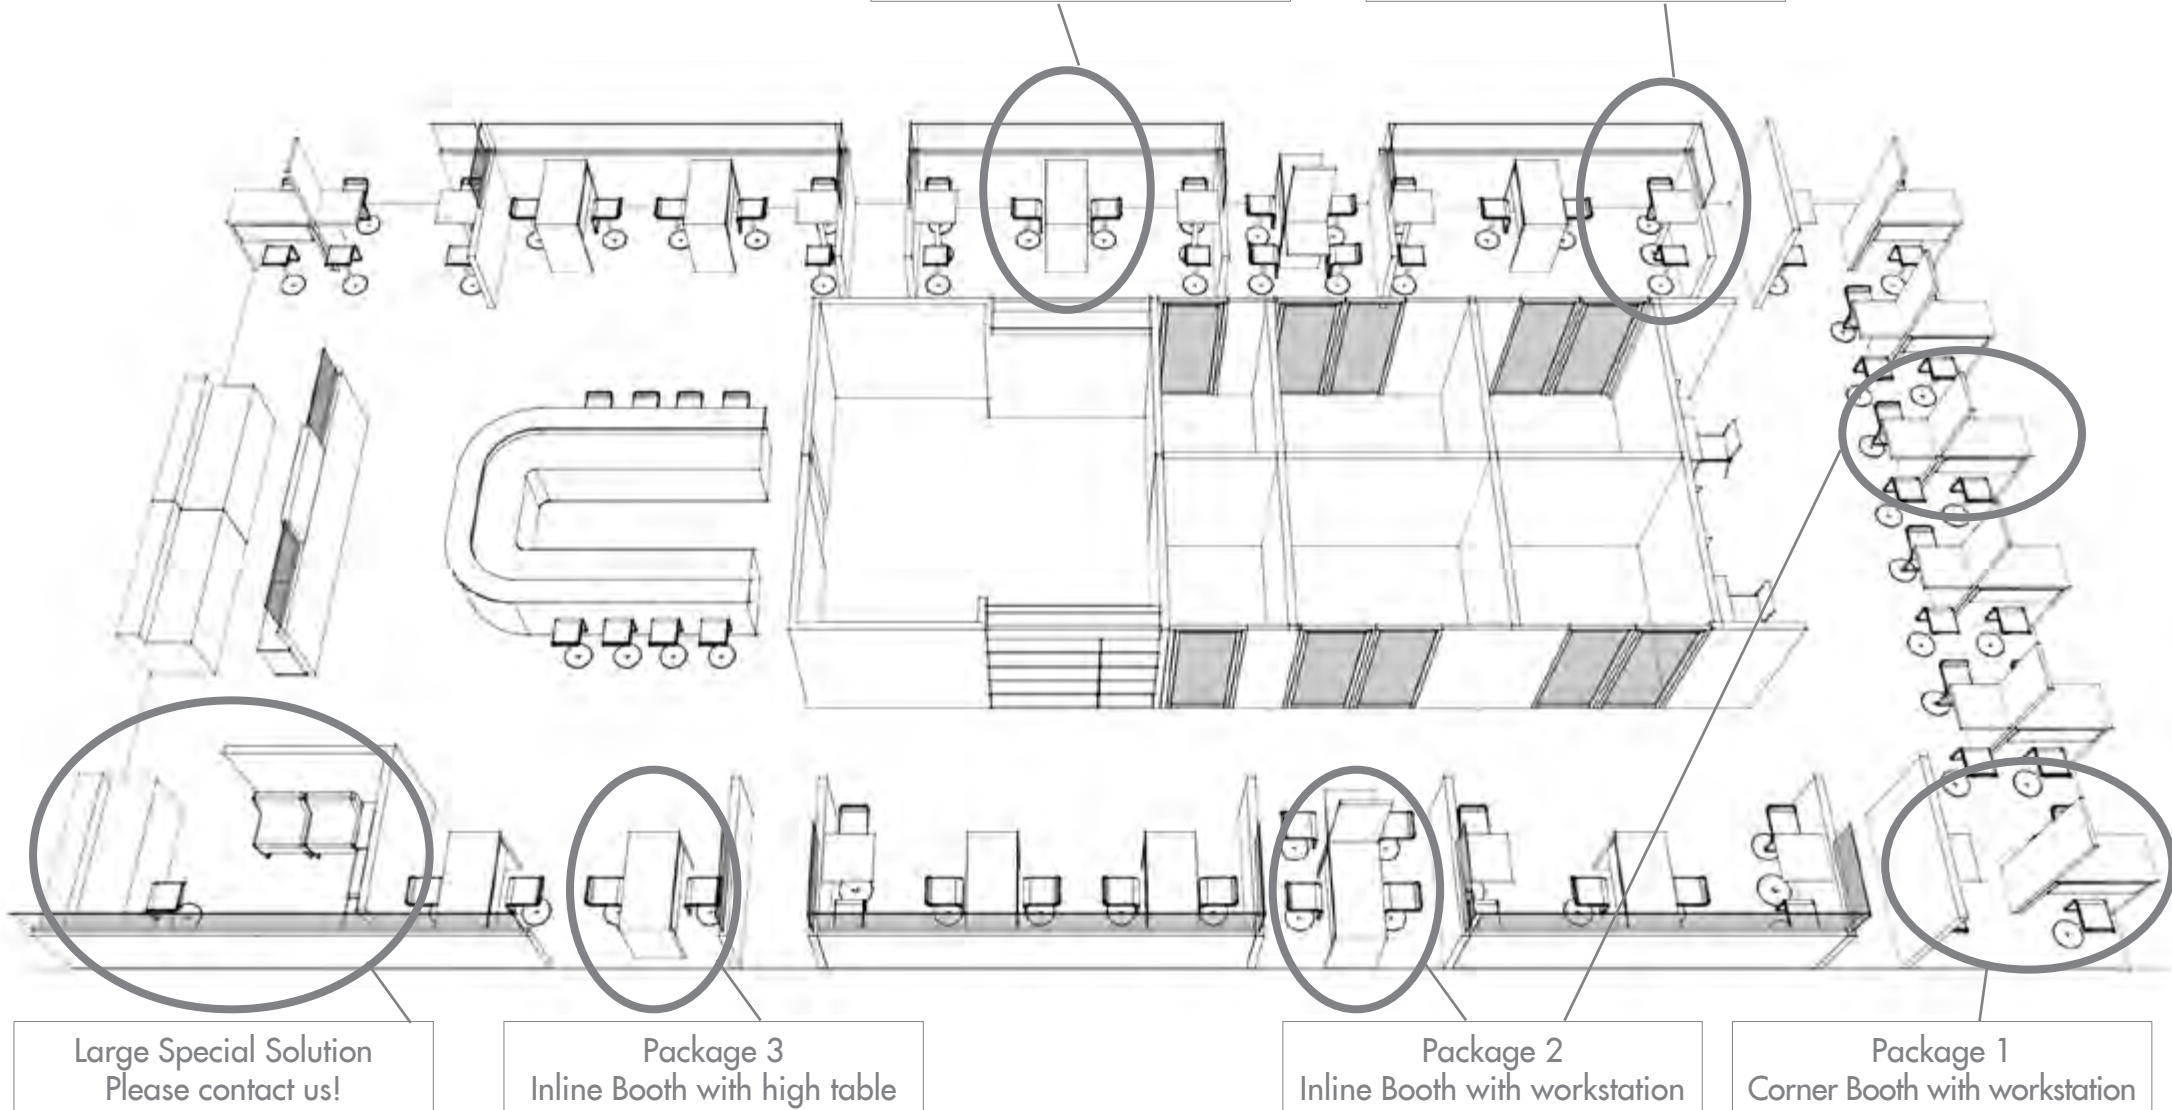 Large Special Solution
Please contact us!
Package 3
Inline Booth with high table
Package 2
Inline Booth with workstation
Package 1
Corner Booth with workstation